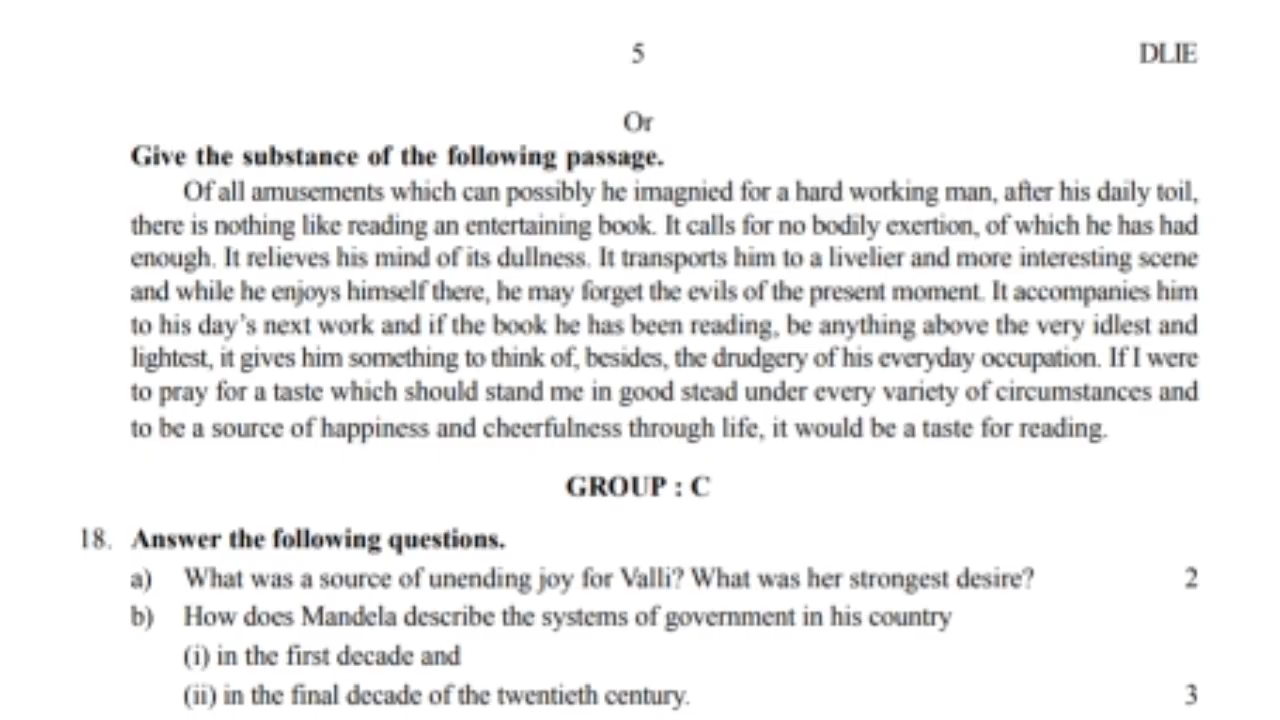 5 DLIE
Or
Give the substance of the following passage.
Of all amusements which can possibly he imagnied for a hard working man, after his daily toil,
there is nothing like reading an entertaining book. It calls for no bodily exertion, of which he has had
enough. It relieves his mind of its dullness. It transports him to a livelier and more interesting scene
and while he enjoys himself there, he may forget the evils of the present moment. It accompanies him
to his day's next work and if the book he has been reading, be anything above the very idlest and
lightest, it gives him something to think of, besides, the drudgery of his everyday occupation. If I were
to pray for a taste which should stand me in good stead under every variety of circumstances and
to be a source of happiness and cheerfulness through life, it would be a taste for reading.
GROUP : C
18. Answer the following questions.
a) What was a source of unending joy for Valli? What was her strongest desire? 2
b) How does Mandela describe the systems of government in his country
(i) in the first decade and
(ii) in the final decade of the twentieth century. 3